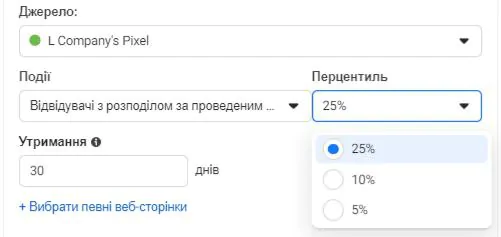 Джерело:
L Company's Pixel
Події
Перцентиль
Відвідувачі з розподілом за проведеним ...
25%
Утримання
25%
30
днів
10%
+ Вибрати певні веб-сторінки
5%